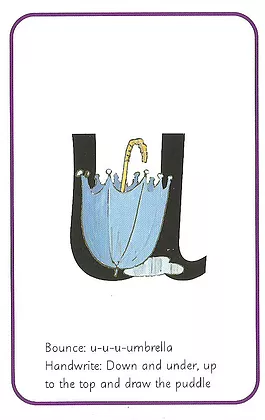 u
Bounce: u-u-u-umbrella
Handwrite: Down and under, up
to the top and draw the puddle